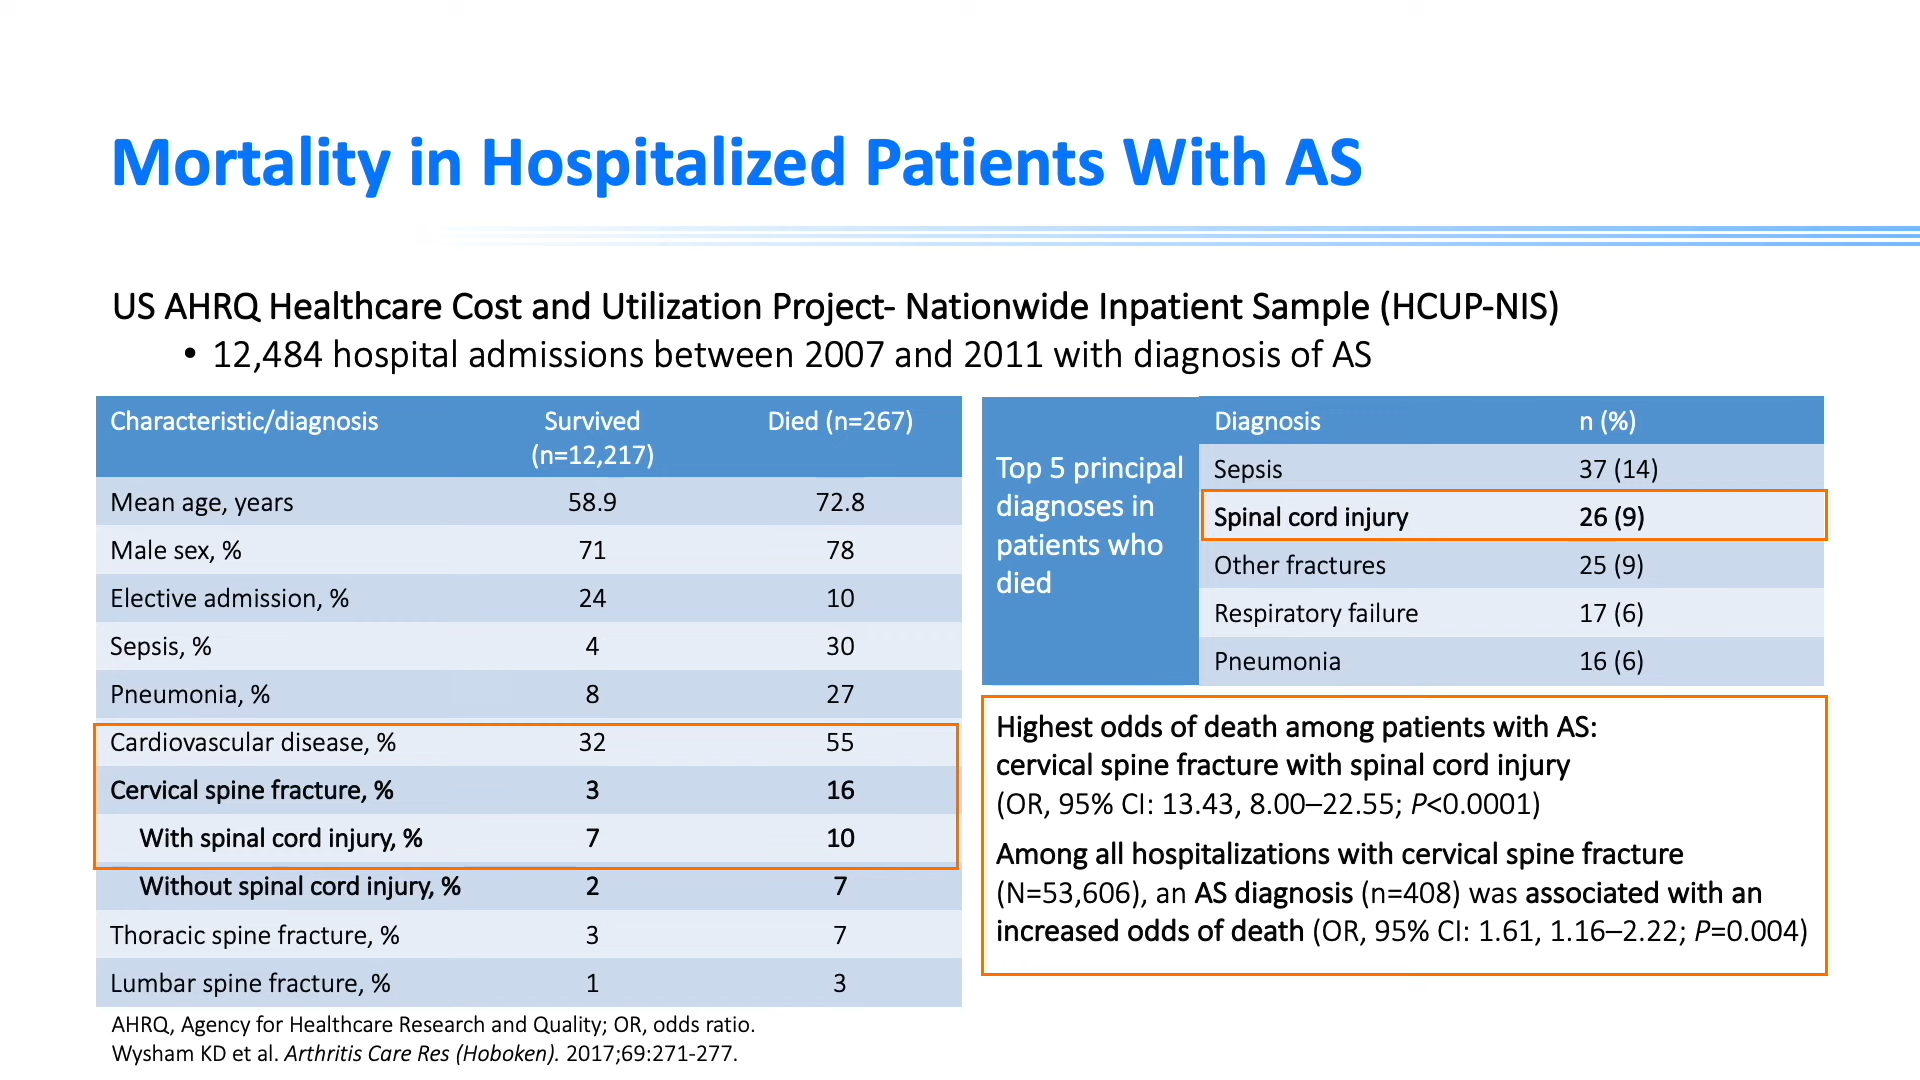 Mortality in Hospitalized Patients With AS
US AHRQ Healthcare Cost and Utilization Project- Nationwide Inpatient Sample (HCUP-NIS)
• 12,484 hospital admissions between 2007 and 2011 with diagnosis of AS
Characteristic/diagnosis Survived (n=12,217) Died (n=267)
Mean age, years 58.9 72.8
Male sex, % 71 78
Elective admission, % 24 10
Sepsis, % 4 30
Pneumonia, % 8 27
Cardiovascular disease, % 32 55
Cervical spine fracture, % 3 16
With spinal cord injury, % 7 10
Without spinal cord injury, % 2 7
Thoracic spine fracture, % 3 7
Lumbar spine fracture, % 1 3
Top 5 principal
diagnoses in
patients who
died
Diagnosis n (%)
Sepsis 37 (14)
Spinal cord injury 26 (9)
Other fractures 25 (9)
Respiratory failure 17 (6)
Pneumonia 16 (6)
Highest odds of death among patients with AS:
cervical spine fracture with spinal cord injury
(OR, 95% CI: 13.43, 8.00–22.55; P<0.0001)
Among all hospitalizations with cervical spine fracture
(N=53,606), an AS diagnosis (n=408) was associated with an
increased odds of death (OR, 95% CI: 1.61, 1.16–2.22; P=0.004)
AHRQ, Agency for Healthcare Research and Quality; OR, odds ratio.
Wysham KD et al. Arthritis Care Res (Hoboken). 2017;69:271-277.